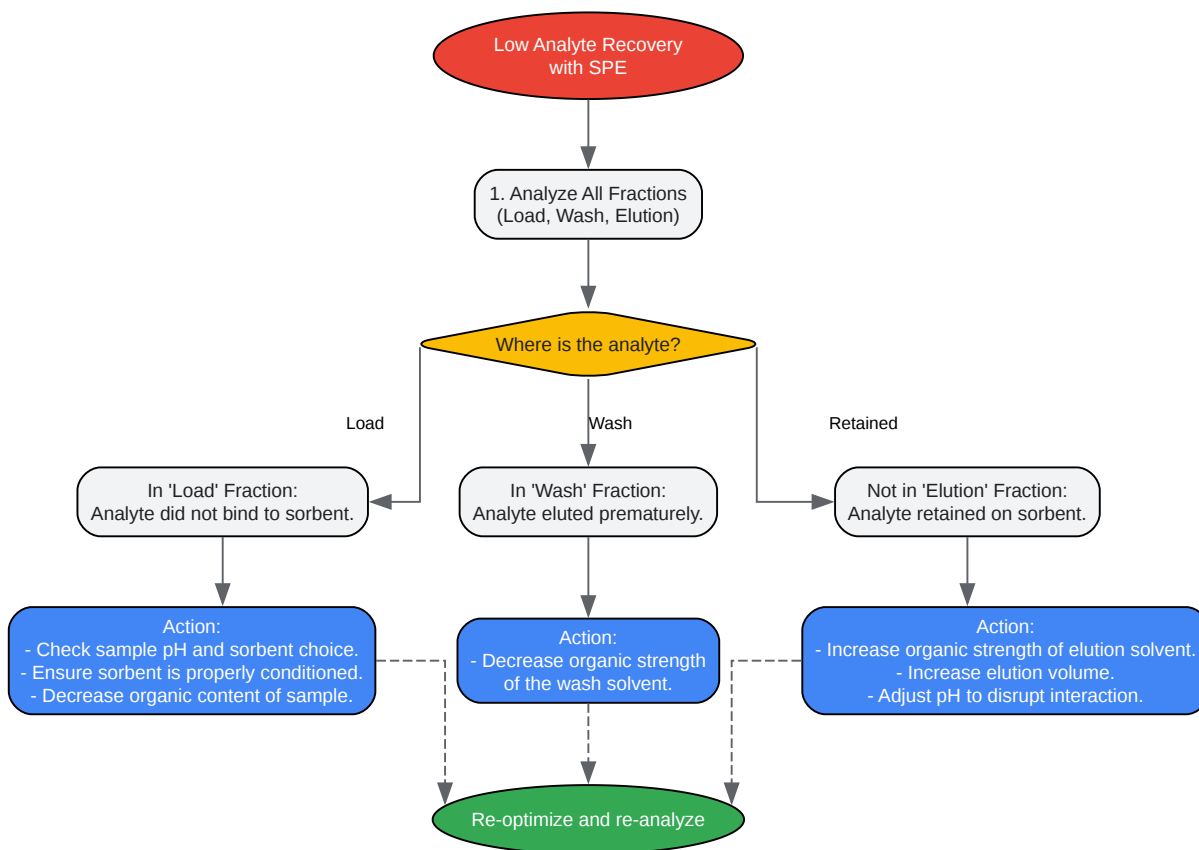 Low Analyte Recovery
with SPE
1. Analyze All Fractions
(Load, Wash, Elution)
Where is the analyte?
Load
Wash
Retained
In 'Load' Fraction:
Analyte did not bind to sorbent.
In 'Wash' Fraction:
Analyte eluted prematurely.
Not in 'Elution' Fraction:
Analyte retained on sorbent.
Action:
- Check sample pH and sorbent choice.
- Ensure sorbent is properly conditioned.
- Decrease organic content of sample.
Action:
- Decrease organic strength
of the wash solvent.
Action:
- Increase organic strength of elution solvent.
- Increase elution volume.
- Adjust pH to disrupt interaction.
Re-optimize and re-analyze